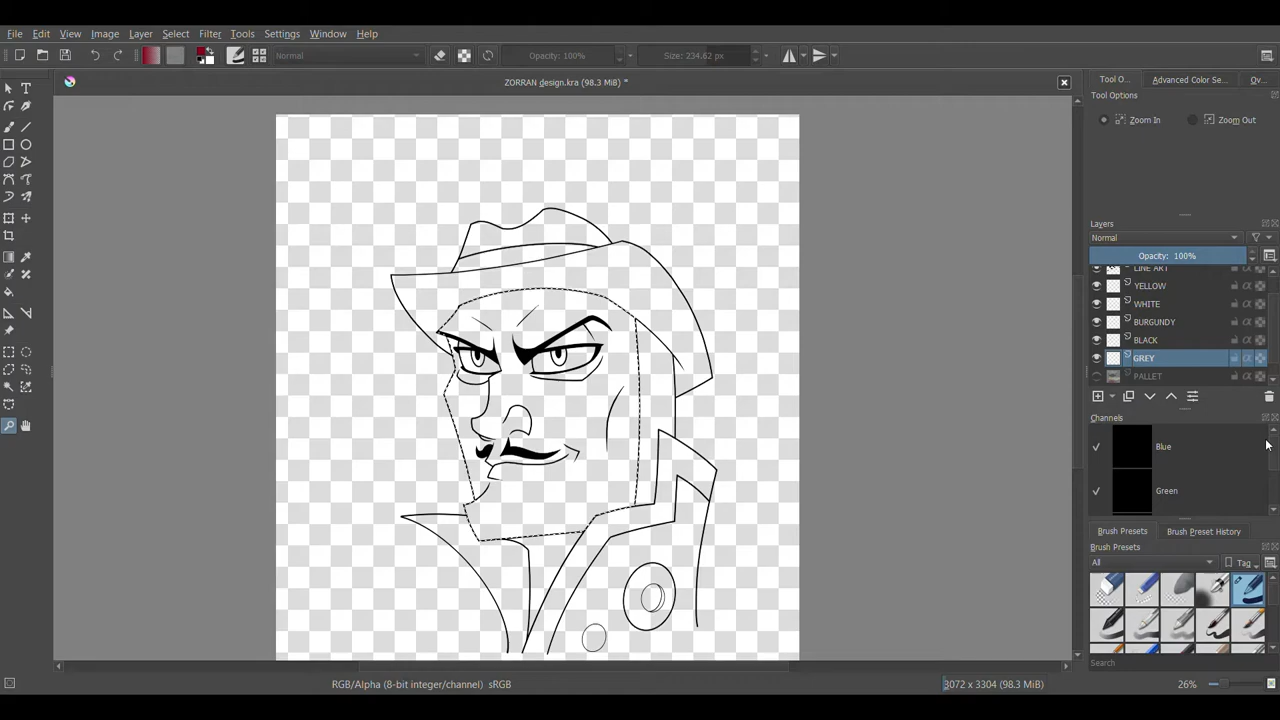 File Edit View Image Layer Filter Tools Settings Window Help
Normal Opacity: 100% Size: 234.62 px
ZORRAN design.kra (98.3 MiB) *
Tool O... Advanced Color Se... Ov...
Tool Options
Zoom In Zoom Out
Layers
Normal
Opacity: 100%
LINE ART
YELLOW
WHITE
BURGUNDY
BLACK
GREY
PALLET
Channels
Blue
Green
Brush Presets Brush Preset History
Brush Presets
All Tag
Search
RGB/Alpha (8-bit integer/channel) sRGB 3072 x 3304 (98.3 MiB) 26%